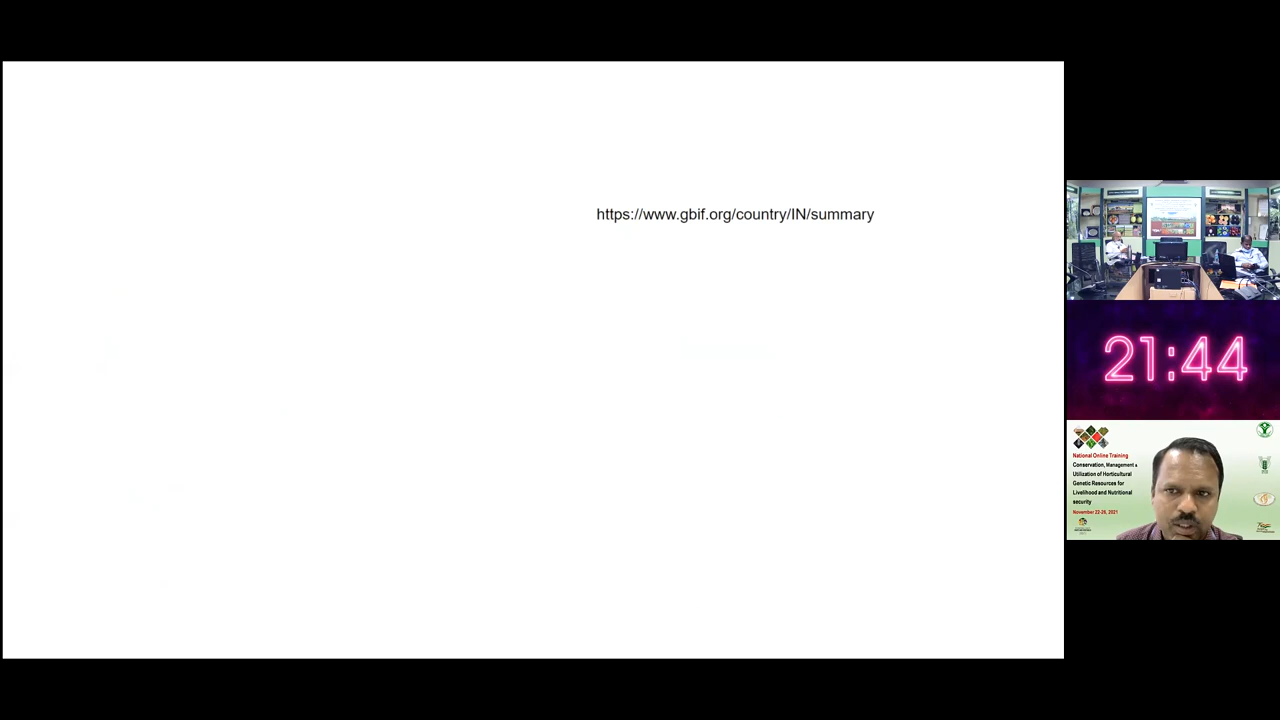 https://www.gbif.org/country/IN/summary
21:44
National Online Training
Conservation, Management &
Utilization of Horticultural
Genetic Resources for
Livelihood and Nutritional
security
November 22-26, 2021